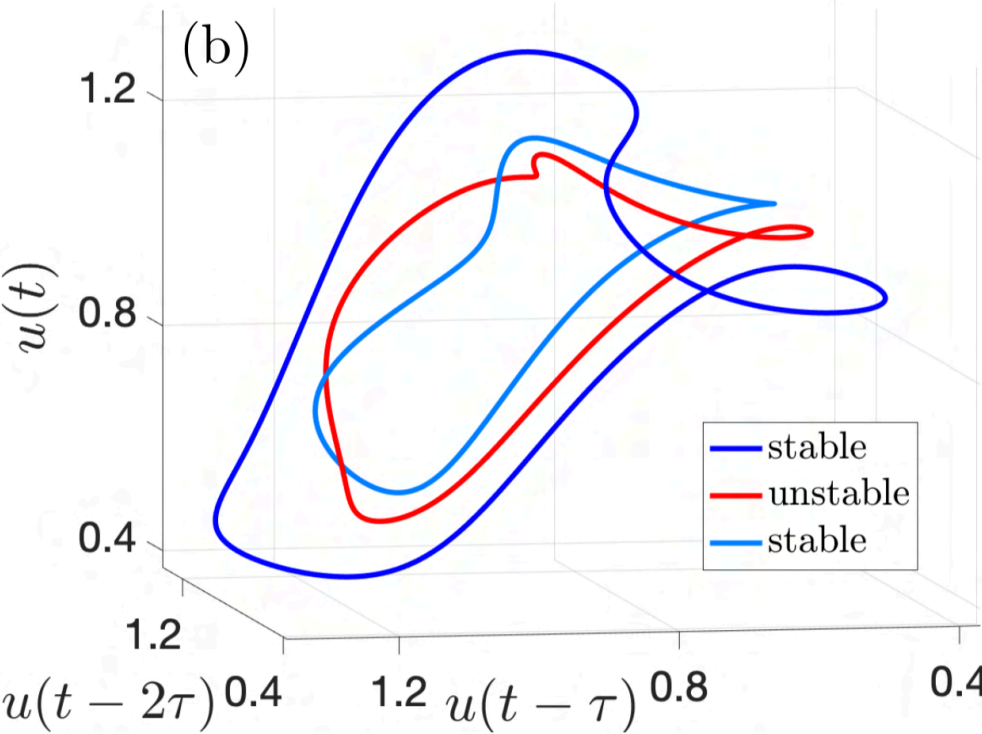 (b)
1.2
u(t)
0.8
0.4
stable
unstable
stable
1.2
u(t − 2τ) 0.4 1.2 u(t − τ) 0.8 0.4